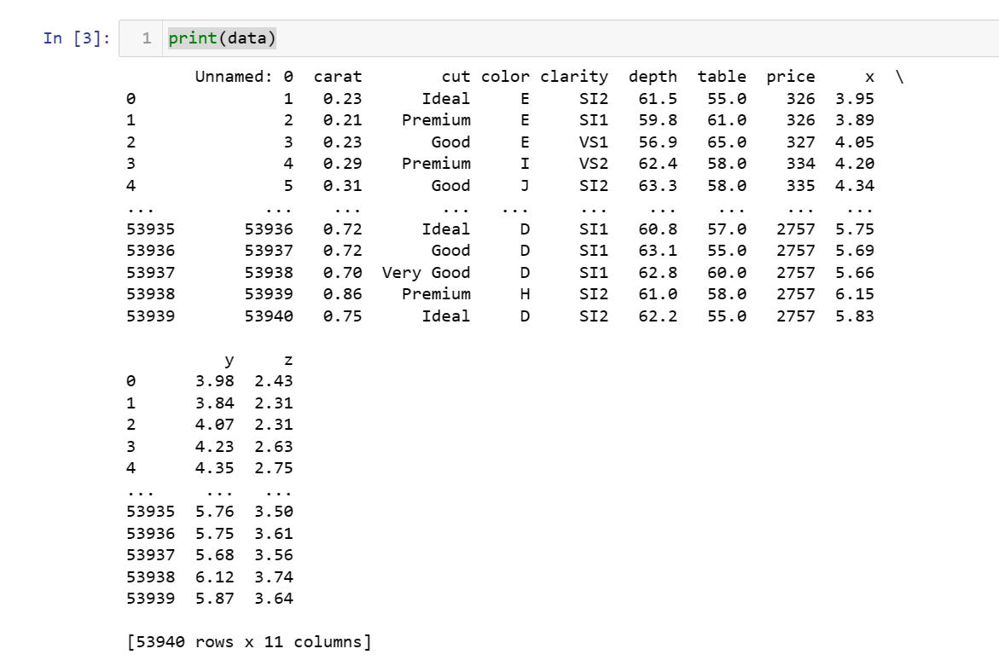 In [3]: 1 print(data)
Unnamed: 0 carat cut color clarity depth table price x \
0 1 0.23 Ideal E SI2 61.5 55.0 326 3.95
1 2 0.21 Premium E SI1 59.8 61.0 326 3.89
2 3 0.23 Good E VS1 56.9 65.0 327 4.05
3 4 0.29 Premium I VS2 62.4 58.0 334 4.20
4 5 0.31 Good J SI2 63.3 58.0 335 4.34
... ... ... ... ... ... ... ... ... ...
53935 53936 0.72 Ideal D SI1 60.8 57.0 2757 5.75
53936 53937 0.72 Good D SI1 63.1 55.0 2757 5.69
53937 53938 0.70 Very Good D SI1 62.8 60.0 2757 5.66
53938 53939 0.86 Premium H SI2 61.0 58.0 2757 6.15
53939 53940 0.75 Ideal D SI2 62.2 55.0 2757 5.83
y z
0 3.98 2.43
1 3.84 2.31
2 4.07 2.31
3 4.23 2.63
4 4.35 2.75
... ... ...
53935 5.76 3.50
53936 5.75 3.61
53937 5.68 3.56
53938 6.12 3.74
53939 5.87 3.64
[53940 rows x 11 columns]